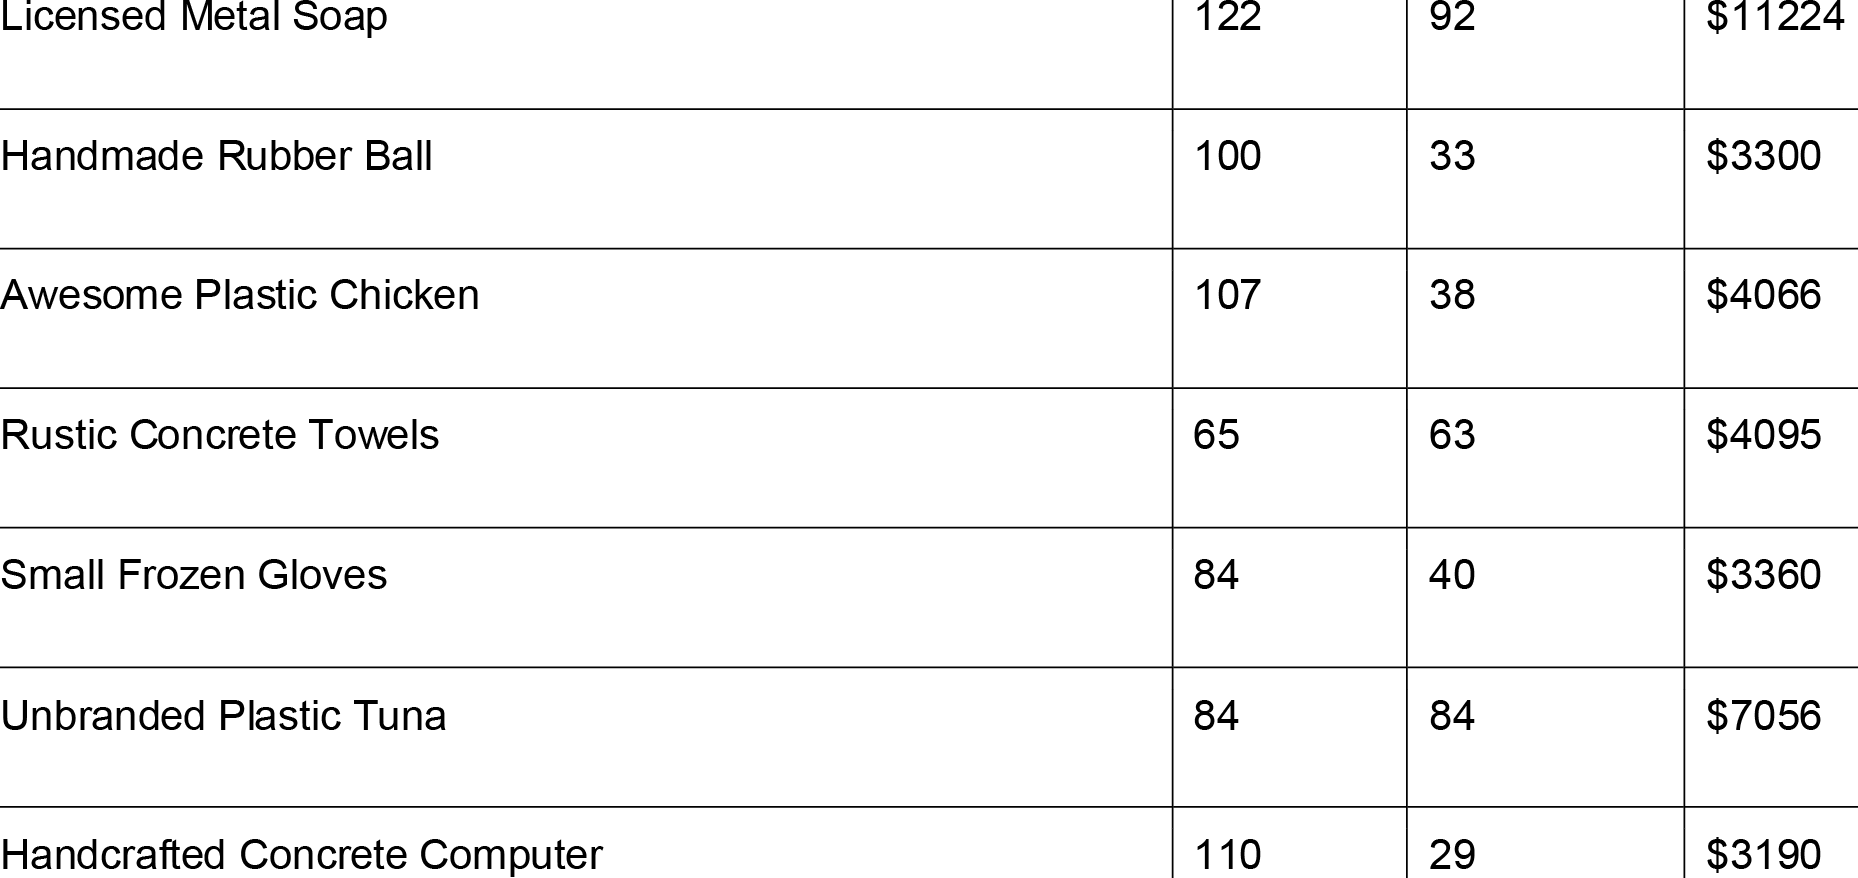 Licensed Metal Soap 122 92 $11224
Handmade Rubber Ball 100 33 $3300
Awesome Plastic Chicken 107 38 $4066
Rustic Concrete Towels 65 63 $4095
Small Frozen Gloves 84 40 $3360
Unbranded Plastic Tuna 84 84 $7056
Handcrafted Concrete Computer 110 29 $3190